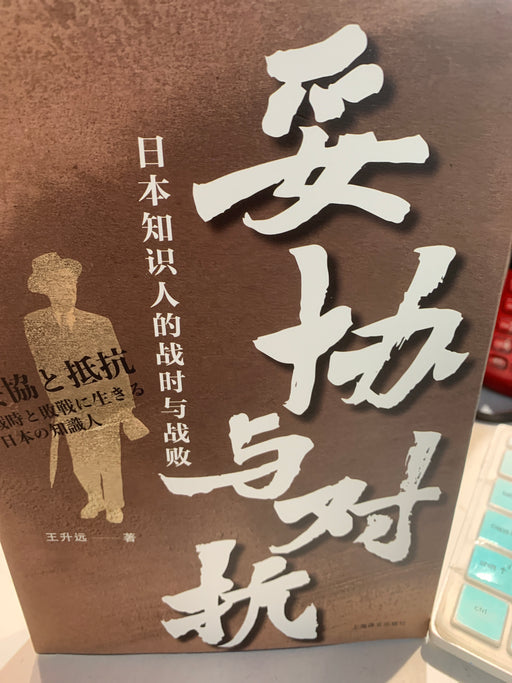 妥协与对抗
日本知识人的战时与战败
協と抵抗
戦時と敗戦に生きる
日本の知識人
王升远——著